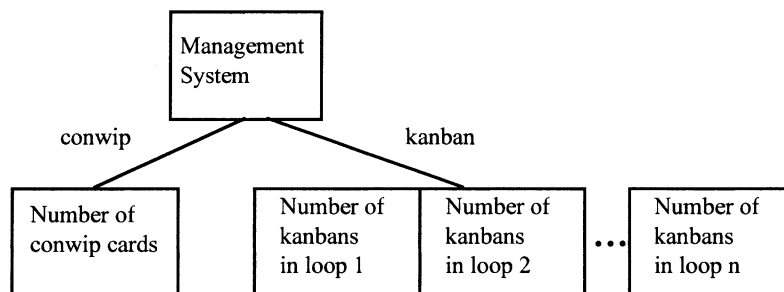 Management
System
conwip
kanban
Number of
conwip cards
Number of
kanbans
in loop 1
Number of
kanbans
in loop 2
...
Number of
kanbans
in loop n